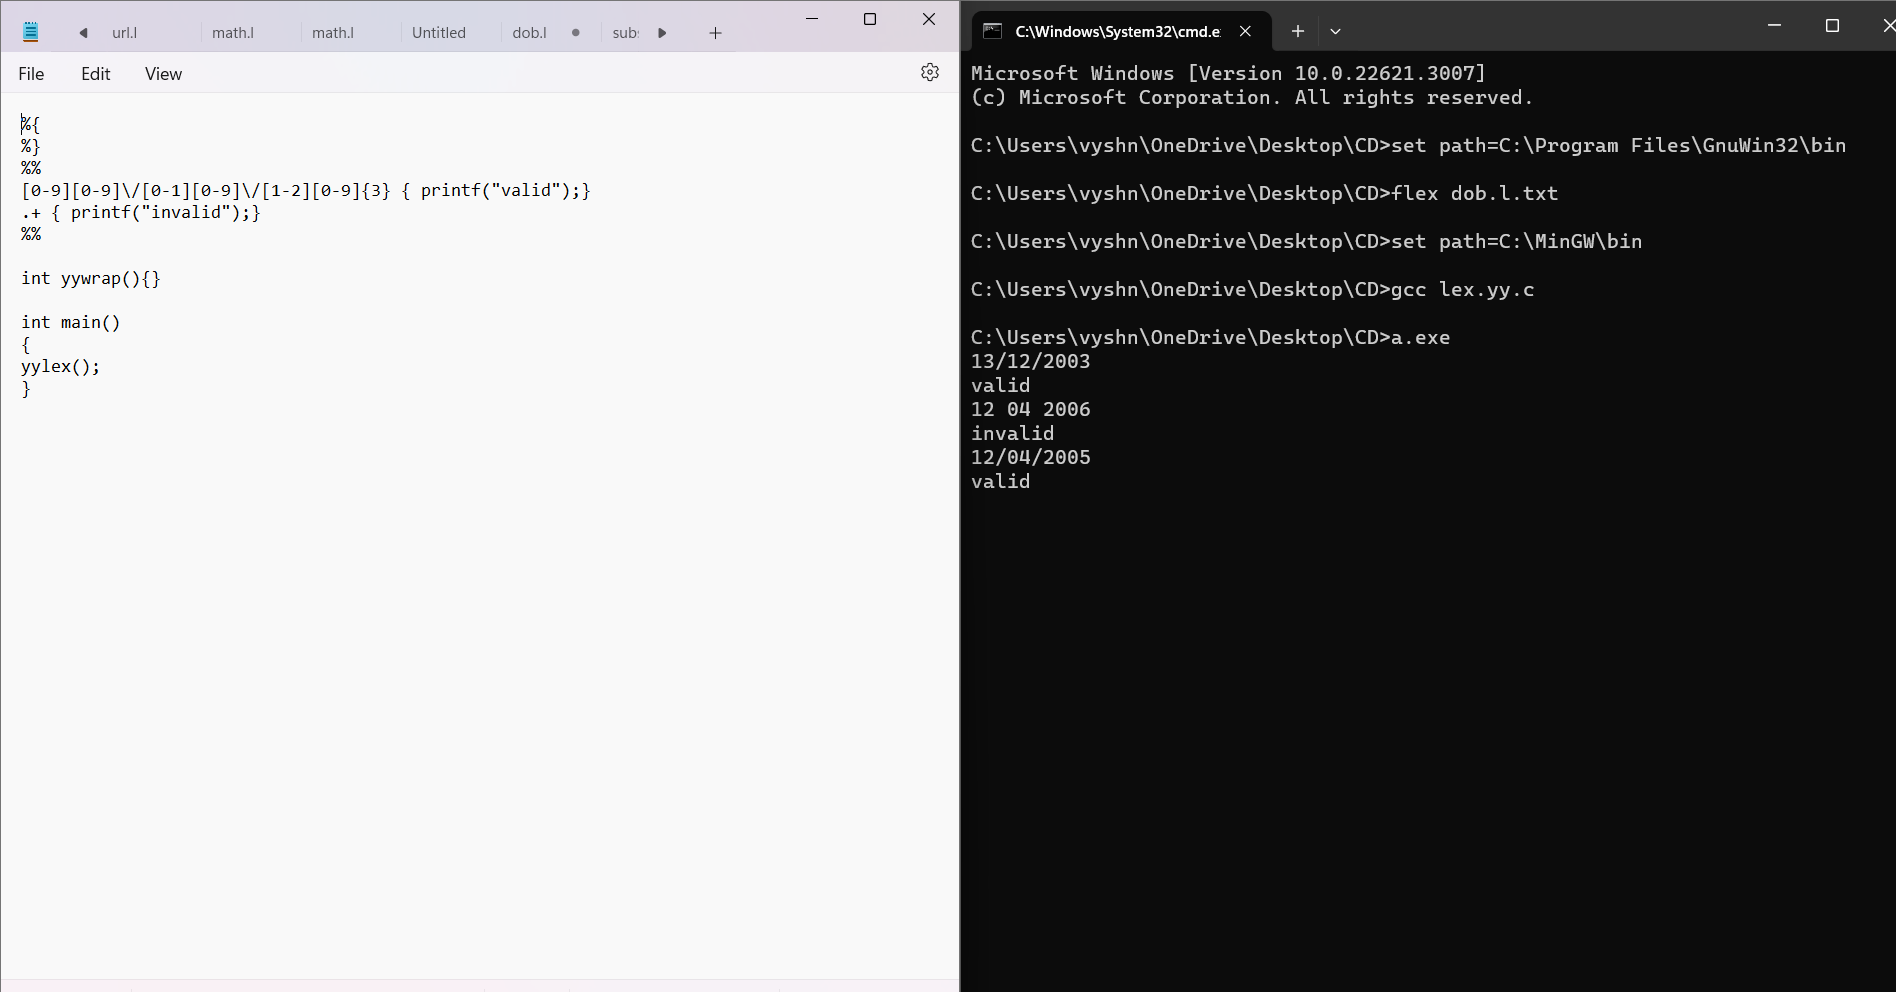 url.l math.l math.l Untitled dob.l
File Edit View
%{
%}
%%
[0-9][0-9]\/[0-1][0-9]\/[1-2][0-9]{3} { printf("valid");}
.+ { printf("invalid");}
%%
int yywrap(){}
int main()
{
yylex();
}
C:\Windows\System32\cmd.e
Microsoft Windows [Version 10.0.22621.3007]
(c) Microsoft Corporation. All rights reserved.
C:\Users\vyshn\OneDrive\Desktop\CD>set path=C:\Program Files\GnuWin32\bin
C:\Users\vyshn\OneDrive\Desktop\CD>flex dob.l.txt
C:\Users\vyshn\OneDrive\Desktop\CD>set path=C:\MinGW\bin
C:\Users\vyshn\OneDrive\Desktop\CD>gcc lex.yy.c
C:\Users\vyshn\OneDrive\Desktop\CD>a.exe
13/12/2003
valid
12 04 2006
invalid
12/04/2005
valid